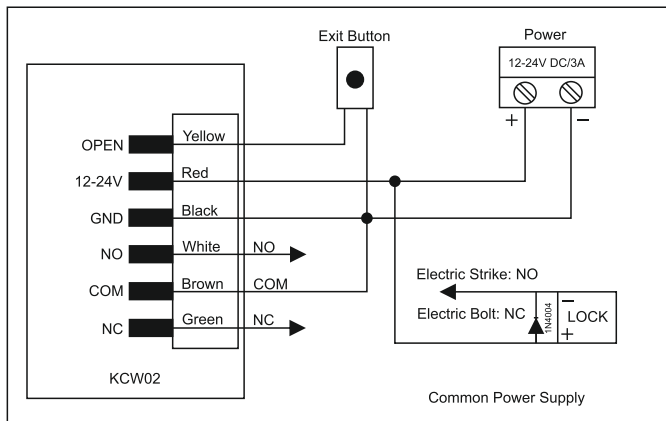 Exit Button
Power
12-24V DC/3A
+ −
OPEN Yellow
12-24V Red
GND Black
NO White NO
COM Brown COM
NC Green NC
KCW02
Electric Strike: NO
Electric Bolt: NC
1N4004
−
LOCK
+
Common Power Supply